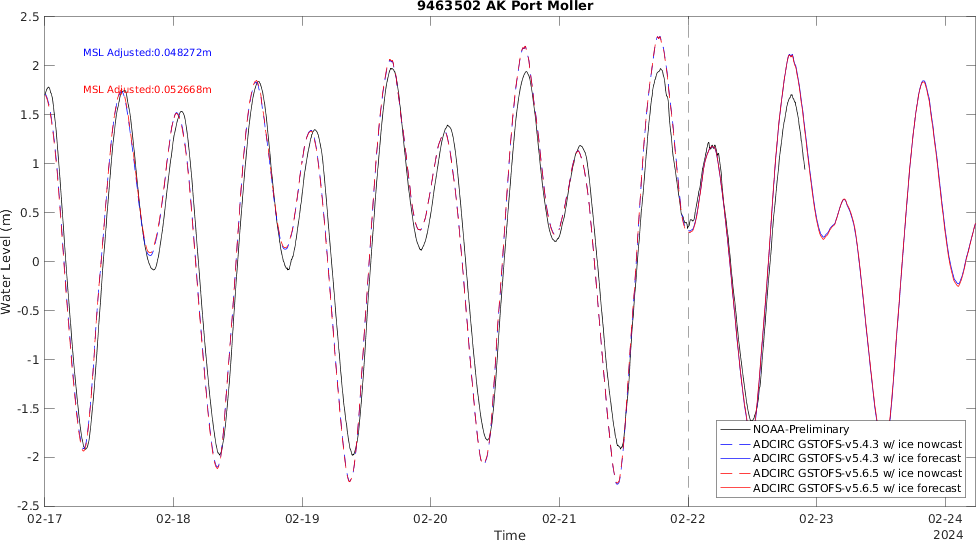 9463502 AK Port Moller
2.5
2
1.5
1
0.5
0
-0.5
-1
-1.5
-2
-2.5
Water Level (m)
MSL Adjusted:0.048272m
MSL Adjusted:0.052668m
NOAA-Preliminary
ADCIRC GSTOFS-v5.4.3 w/ ice nowcast
ADCIRC GSTOFS-v5.4.3 w/ ice forecast
ADCIRC GSTOFS-v5.6.5 w/ ice nowcast
ADCIRC GSTOFS-v5.6.5 w/ ice forecast
02-17 02-18 02-19 02-20 02-21 02-22 02-23 02-24
Time
2024